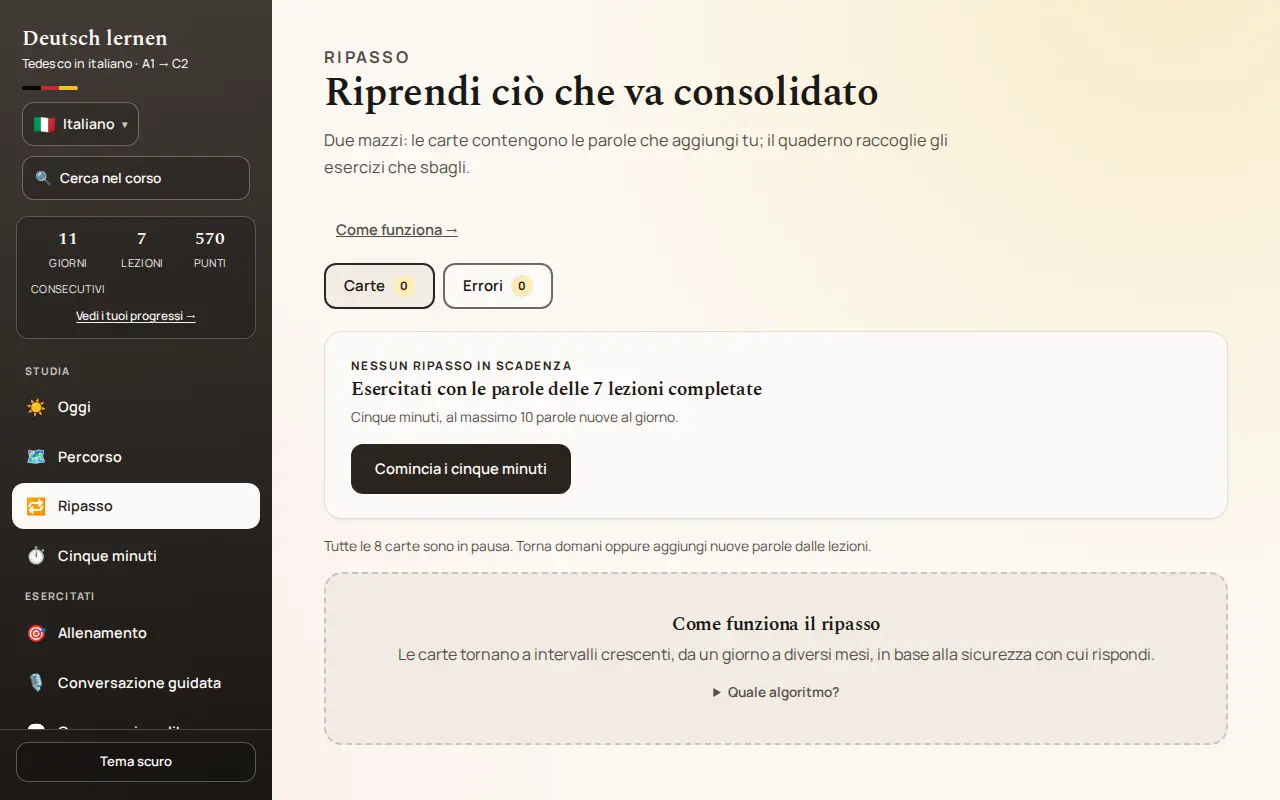 Deutsch lernen
Tedesco in italiano · A1 → C2
Italiano ▾
Cerca nel corso
11 7 570
GIORNI LEZIONI PUNTI
CONSECUTIVI
Vedi i tuoi progressi →
STUDIA
Oggi
Percorso
Ripasso
Cinque minuti
ESERCITATI
Allenamento
Conversazione guidata
Tema scuro
RIPASSO
Riprendi ciò che va consolidato
Due mazzi: le carte contengono le parole che aggiungi tu; il quaderno raccoglie gli
esercizi che sbagli.
Come funziona →
Carte 0 Errori 0
NESSUN RIPASSO IN SCADENZA
Esercitati con le parole delle 7 lezioni completate
Cinque minuti, al massimo 10 parole nuove al giorno.
Comincia i cinque minuti
Tutte le 8 carte sono in pausa. Torna domani oppure aggiungi nuove parole dalle lezioni.
Come funziona il ripasso
Le carte tornano a intervalli crescenti, da un giorno a diversi mesi, in base alla sicurezza con cui rispondi.
▶ Quale algoritmo?